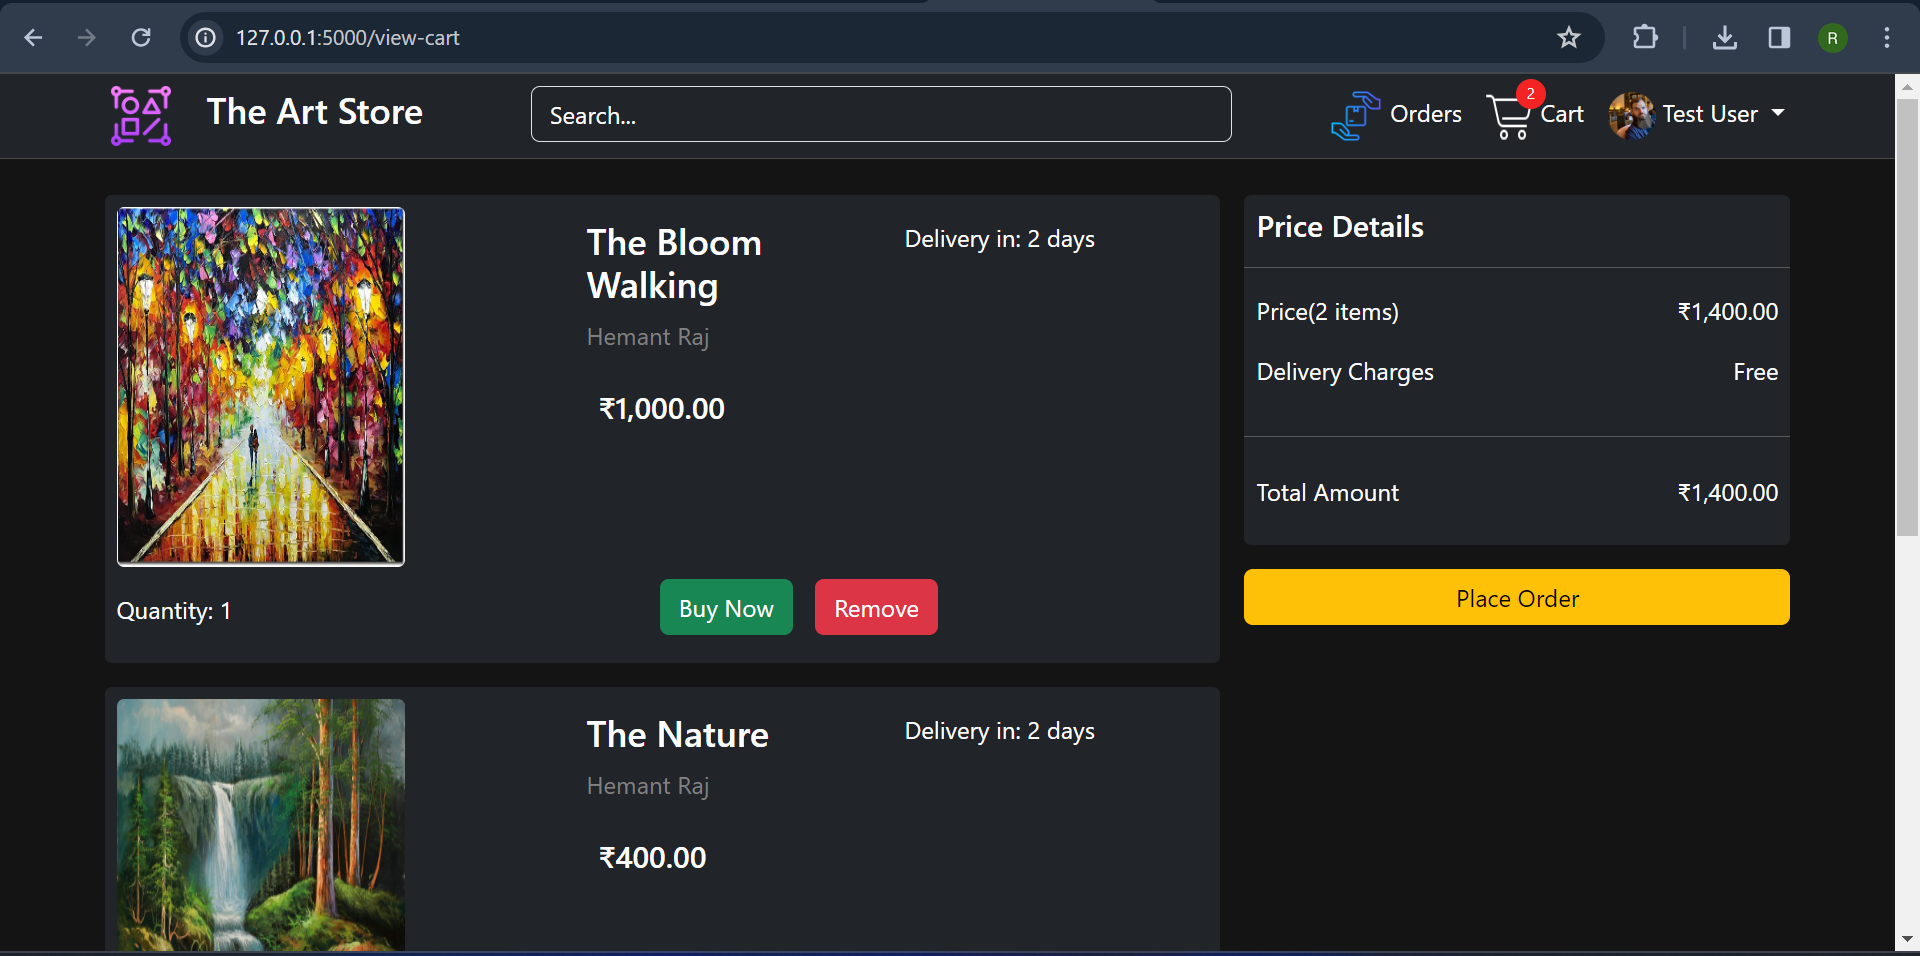 127.0.0.1:5000/view-cart
R
The Art Store
Search...
Orders
2
Cart
Test User
The Bloom
Walking
Hemant Raj
₹1,000.00
Delivery in: 2 days
Quantity: 1
Buy Now
Remove
The Nature
Hemant Raj
₹400.00
Delivery in: 2 days
Price Details
Price(2 items) ₹1,400.00
Delivery Charges Free
Total Amount ₹1,400.00
Place Order